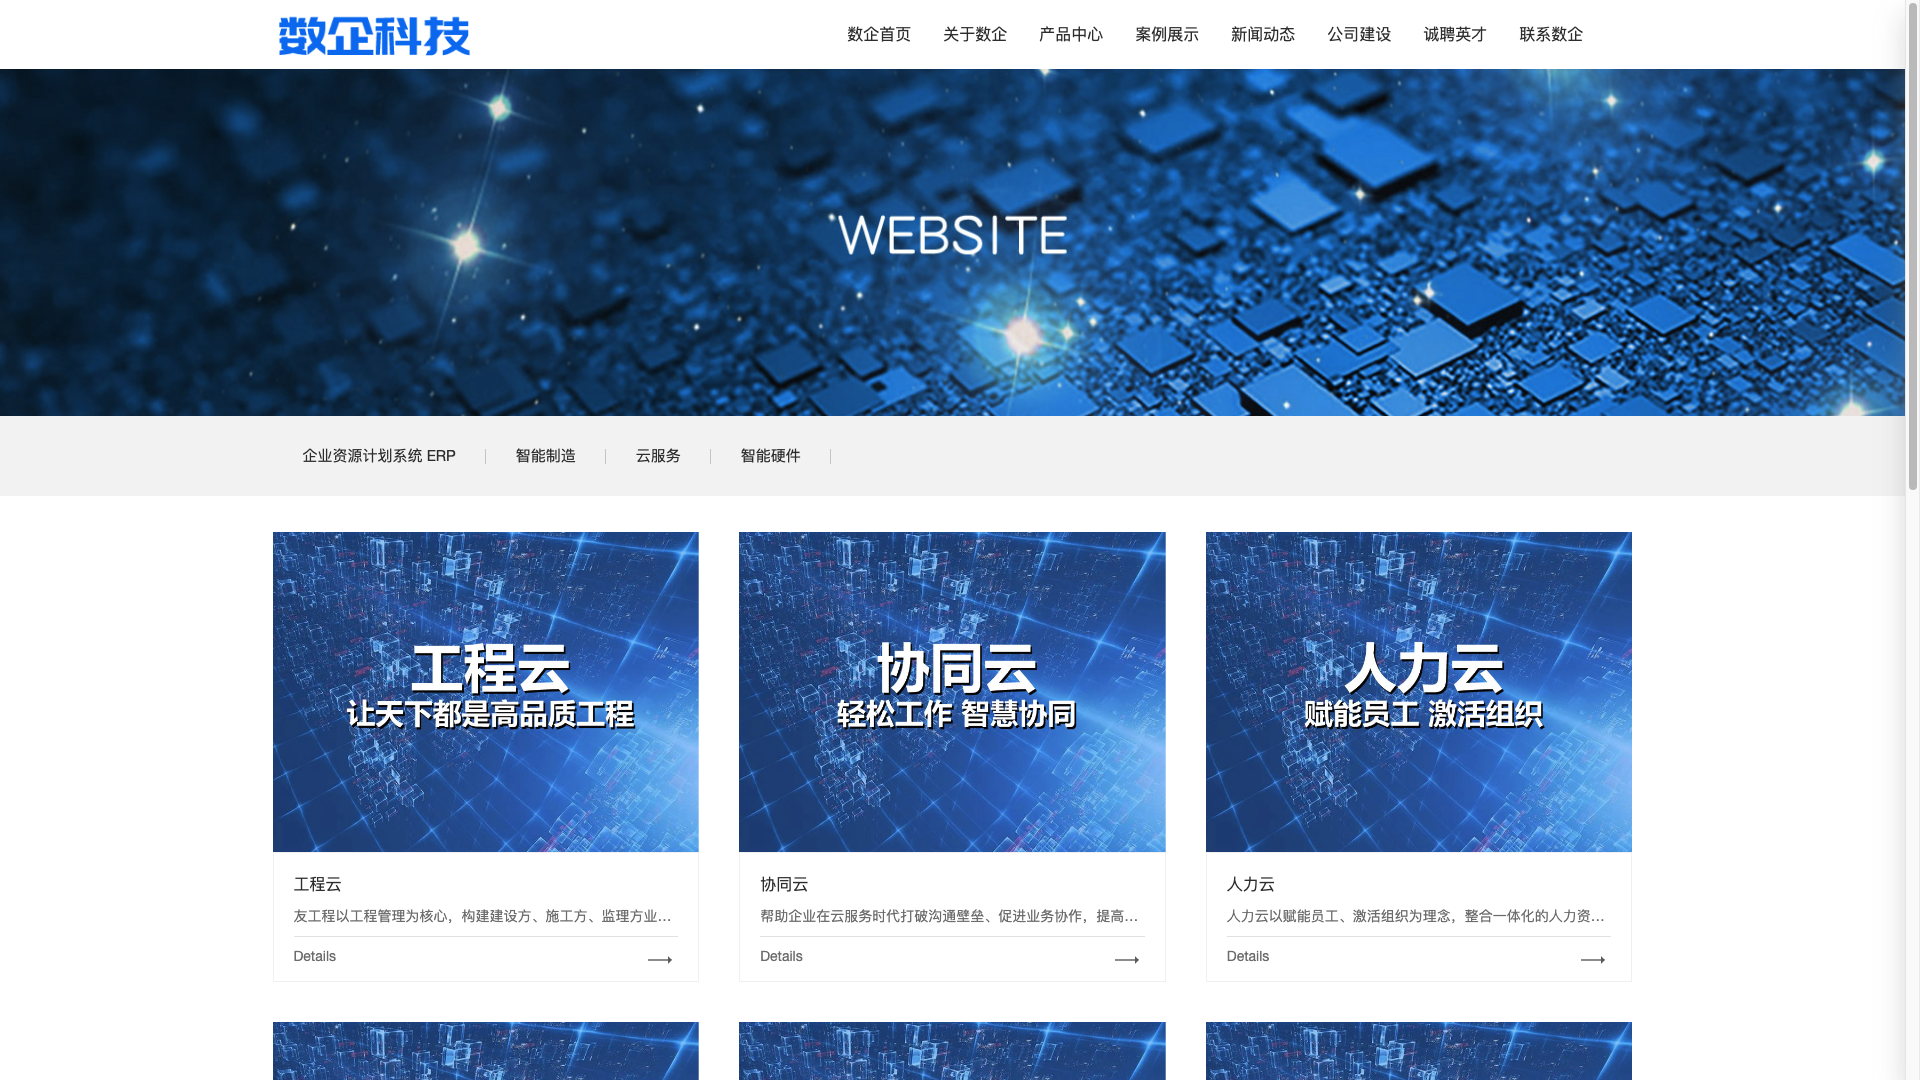 数企科技
数企首页 关于数企 产品中心 案例展示 新闻动态 公司建设 诚聘英才 联系数企
WEBSITE
企业资源计划系统 ERP 智能制造 云服务 智能硬件
工程云
让天下都是高品质工程
协同云
轻松工作 智慧协同
人力云
赋能员工 激活组织
工程云
友工程以工程管理为核心，构建建设方、施工方、监理方业...
Details
协同云
帮助企业在云服务时代打破沟通壁垒、促进业务协作，提高...
Details
人力云
人力云以赋能员工、激活组织为理念，整合一体化的人力资...
Details